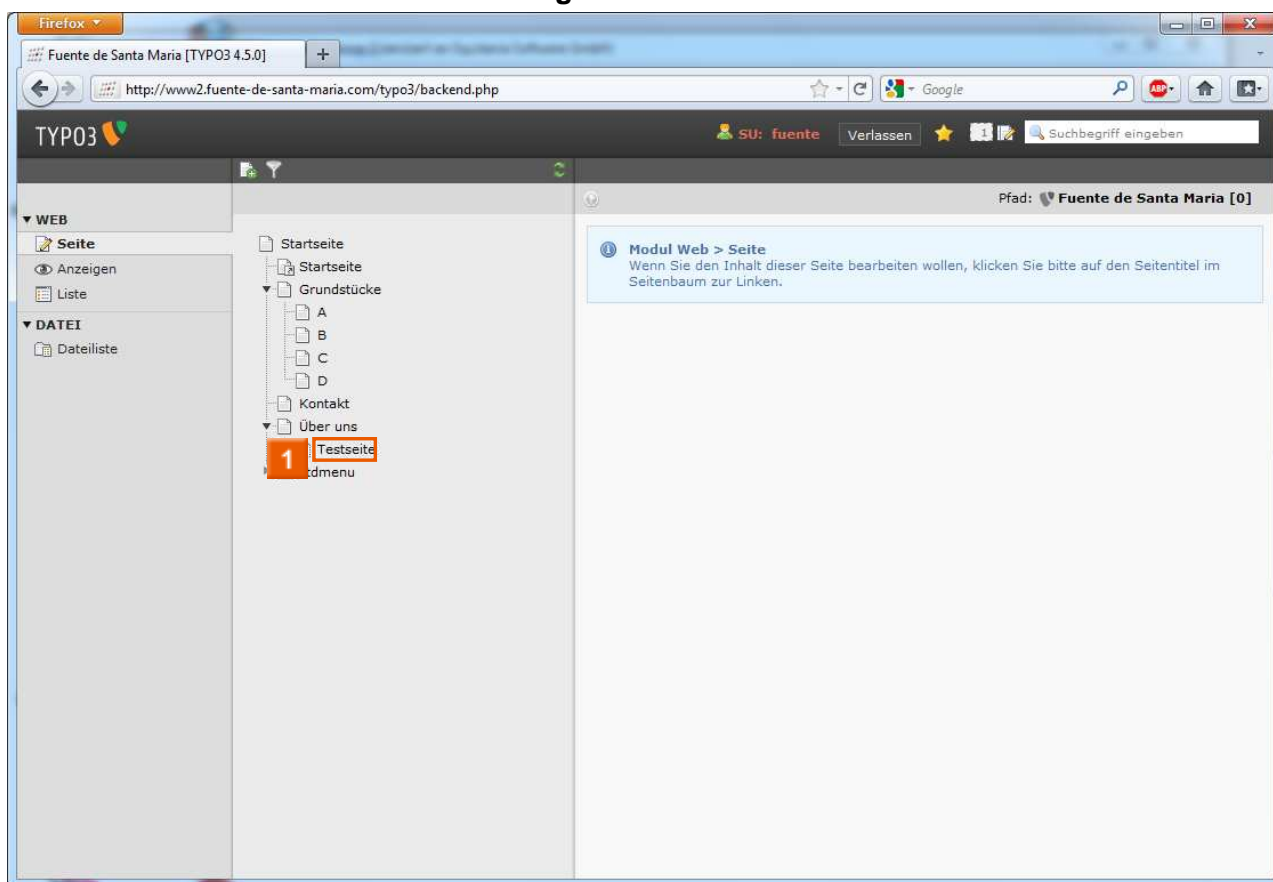 Firefox
Fuente de Santa Maria [TYPO3 4.5.0]
http://www2.fuente-de-santa-maria.com/typo3/backend.php
Google
ABP
TYPO3
SU: fuente
Verlassen
1
Suchbegriff eingeben
Pfad: Fuente de Santa Maria [0]
WEB
Seite
Anzeigen
Liste
DATEI
Dateiliste
Startseite
Startseite
Grundstücke
A
B
C
D
Kontakt
Über uns
1 Testseite
dmenu
Modul Web > Seite
Wenn Sie den Inhalt dieser Seite bearbeiten wollen, klicken Sie bitte auf den Seitentitel im
Seitenbaum zur Linken.